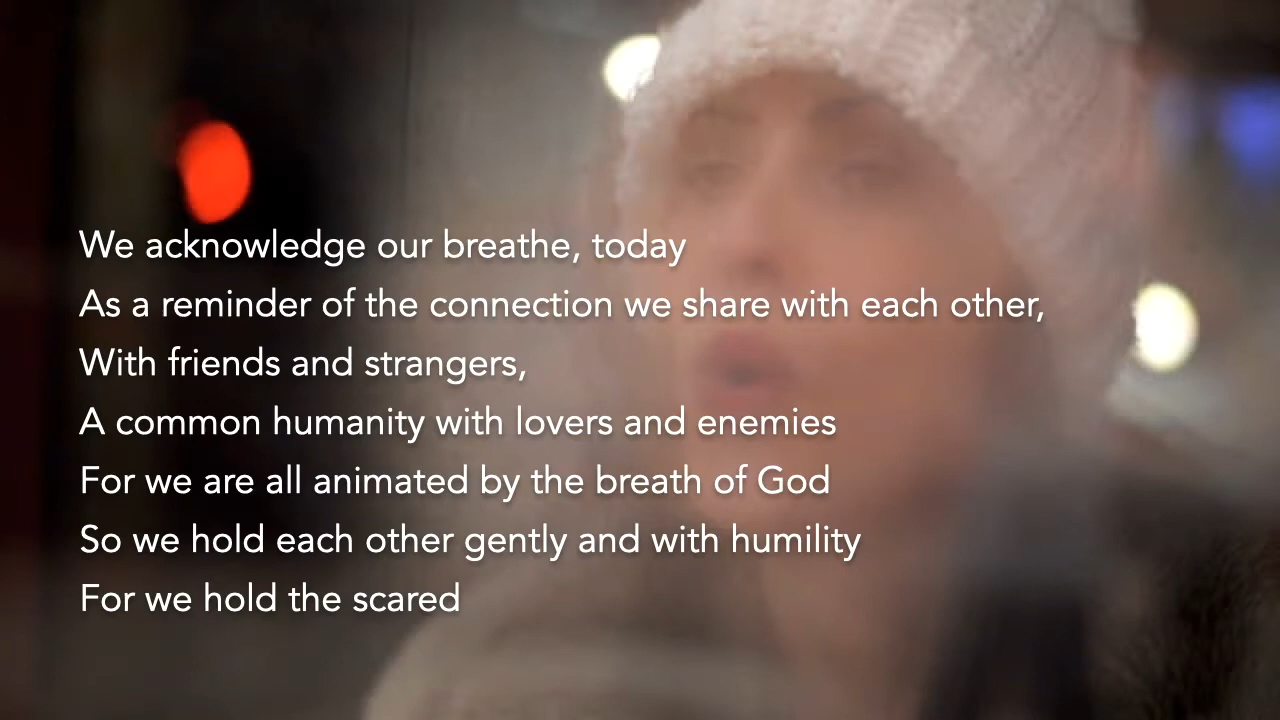 We acknowledge our breathe, today
As a reminder of the connection we share with each other,
With friends and strangers,
A common humanity with lovers and enemies
For we are all animated by the breath of God
So we hold each other gently and with humility
For we hold the scared